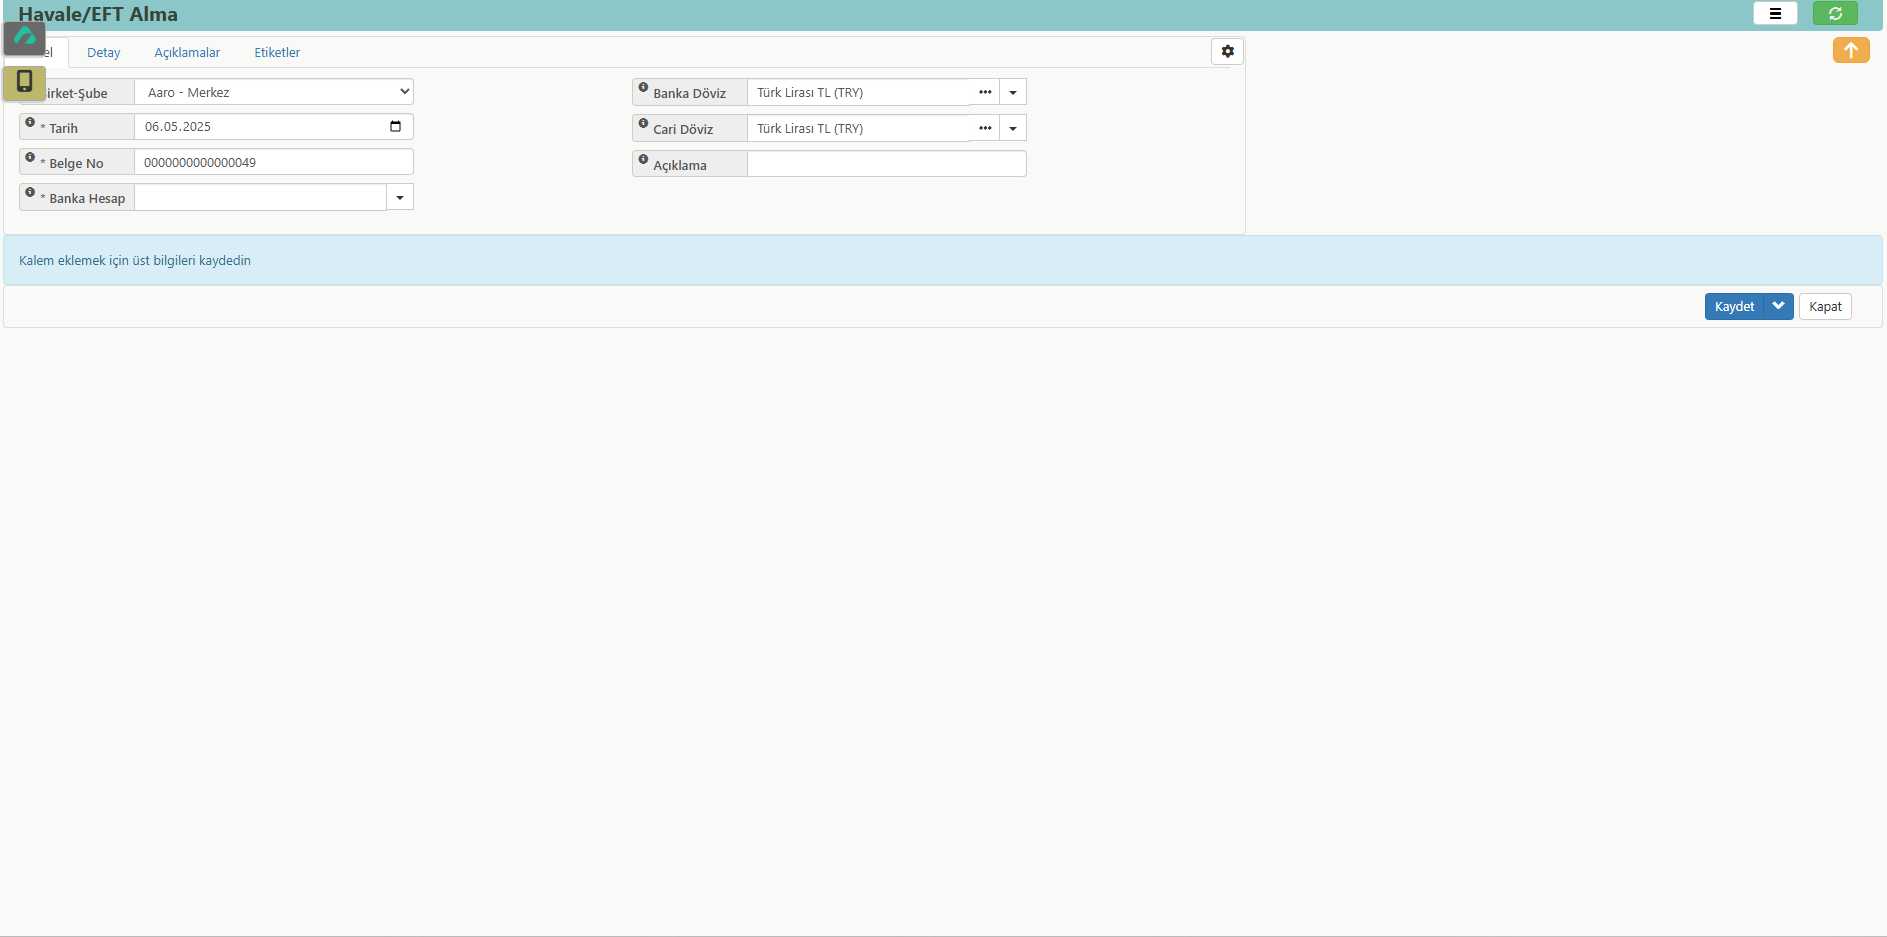 Havale/EFT Alma
el
Detay
Açıklamalar
Etiketler
irket-Şube
Aaro - Merkez
* Tarih
06.05.2025
* Belge No
0000000000000049
* Banka Hesap
Banka Döviz
Türk Lirası TL (TRY)
Cari Döviz
Türk Lirası TL (TRY)
Açıklama
Kalem eklemek için üst bilgileri kaydedin
Kaydet
Kapat